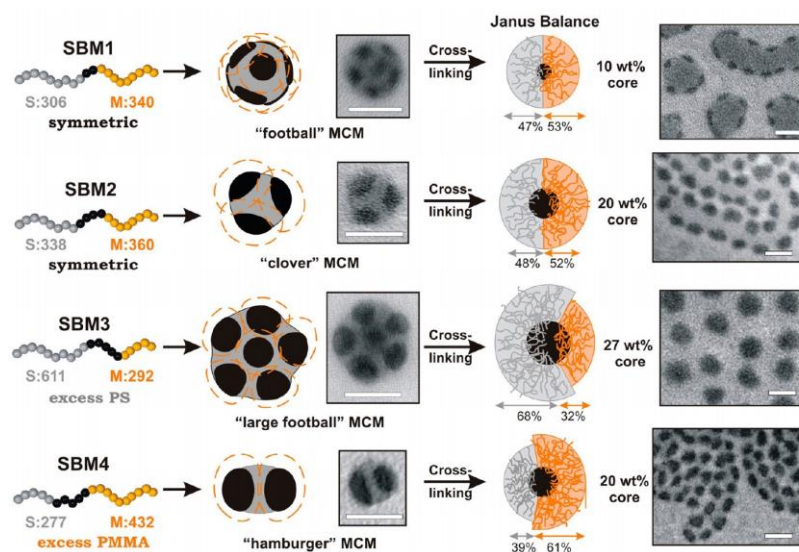 Janus Balance
SBM1
S:306 M:340
symmetric
"football" MCM
Cross-
linking
47% 53%
10 wt%
core
SBM2
S:338 M:360
symmetric
"clover" MCM
Cross-
linking
48% 52%
20 wt%
core
SBM3
S:611 M:292
excess PS
"large football" MCM
Cross-
linking
68% 32%
27 wt%
core
SBM4
S:277 M:432
excess PMMA
"hamburger" MCM
Cross-
linking
39% 61%
20 wt%
core